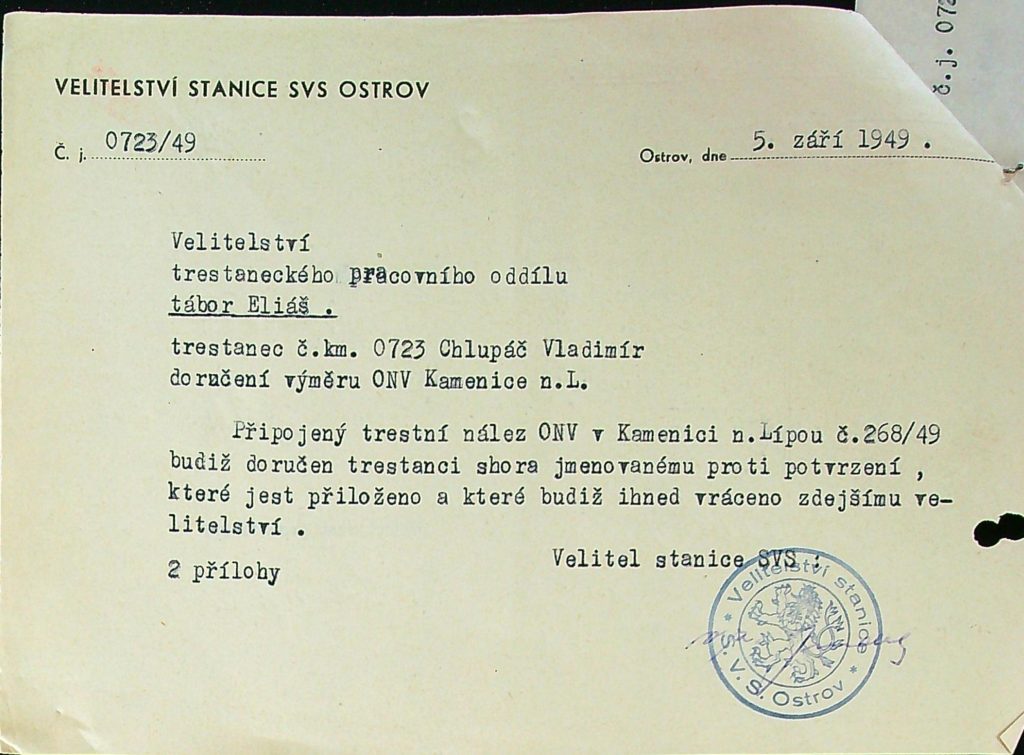 VELITELSTVÍ STANICE SVS OSTROV
č.j. 072
Č. j. 0723/49
Ostrov, dne 5. září 1949 .
Velitelství
trestaneckého pracovního oddílu
tábor Eliáš .
trestanec č.km. 0723 Chlupáč Vladimír
doručení výměru ONV Kamenice n.L.
Připojený trestní nález ONV v Kamenici n.Lípou č.268/49
budiž doručen trestanci shora jmenovanému proti potvrzení ,
které jest přiloženo a které budiž ihned vráceno zdejšímu ve-
litelství .
2 přílohy
Velitel stanice SVS :
* Velitelství stanice *
S. V. S. Ostrov